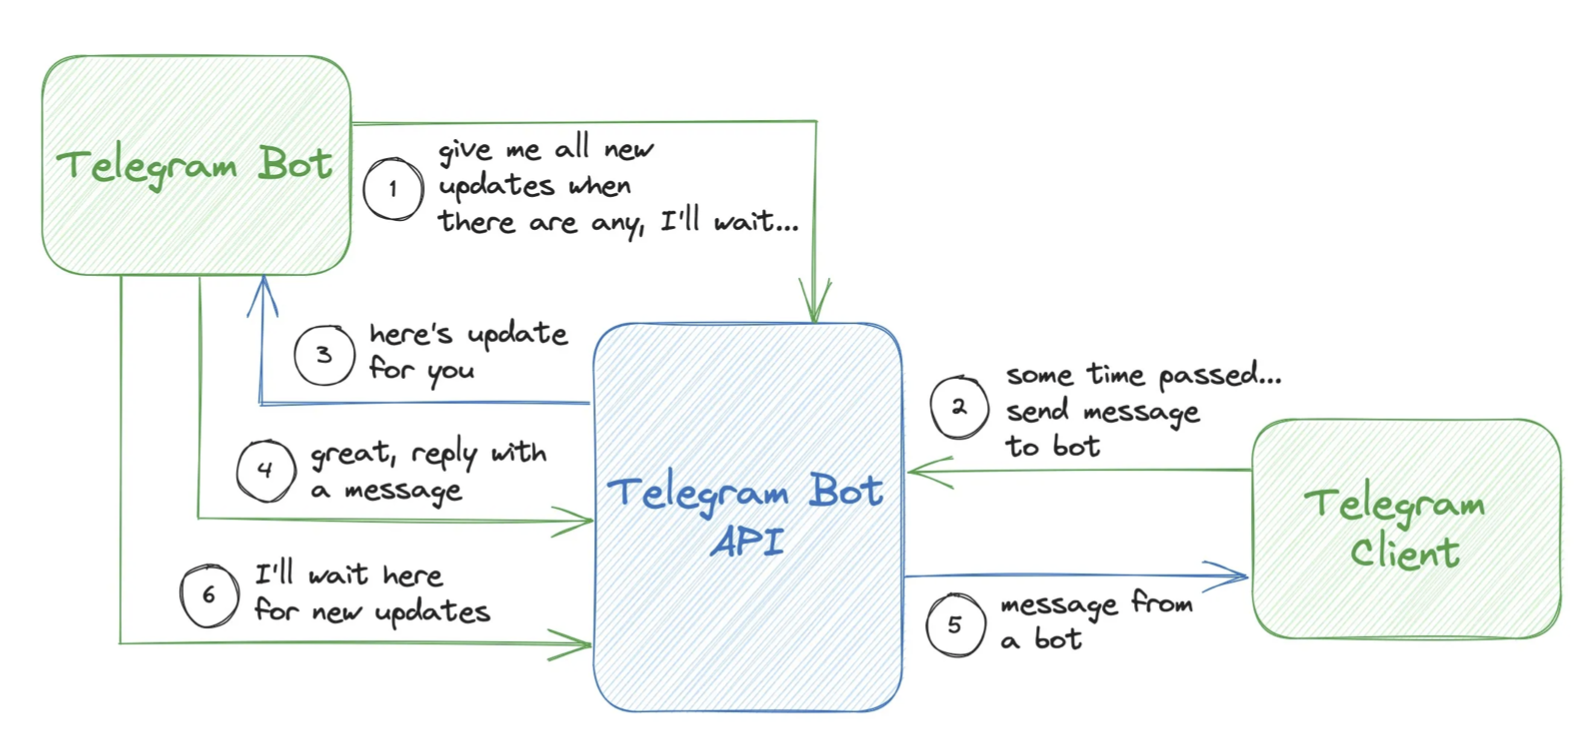 Telegram Bot
1
give me all new
updates when
there are any, I'll wait...
3
here's update
for you
2
some time passed...
send message
to bot
4
great, reply with
a message
Telegram Bot
API
Telegram
Client
6
I'll wait here
for new updates
5
message from
a bot